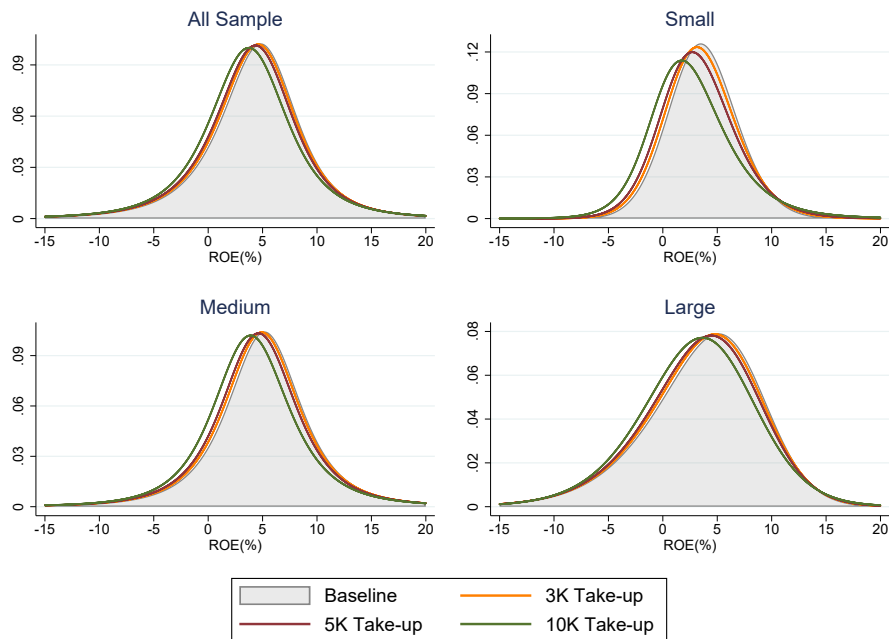 All Sample
.09
.06
.03
0
-15 -10 -5 0 5 10 15 20
ROE(%)
Small
.12
.09
.06
.03
0
-15 -10 -5 0 5 10 15 20
ROE(%)
Medium
.09
.06
.03
0
-15 -10 -5 0 5 10 15 20
ROE(%)
Large
.08
.06
.04
.02
0
-15 -10 -5 0 5 10 15 20
ROE(%)
Baseline 3K Take-up
5K Take-up 10K Take-up